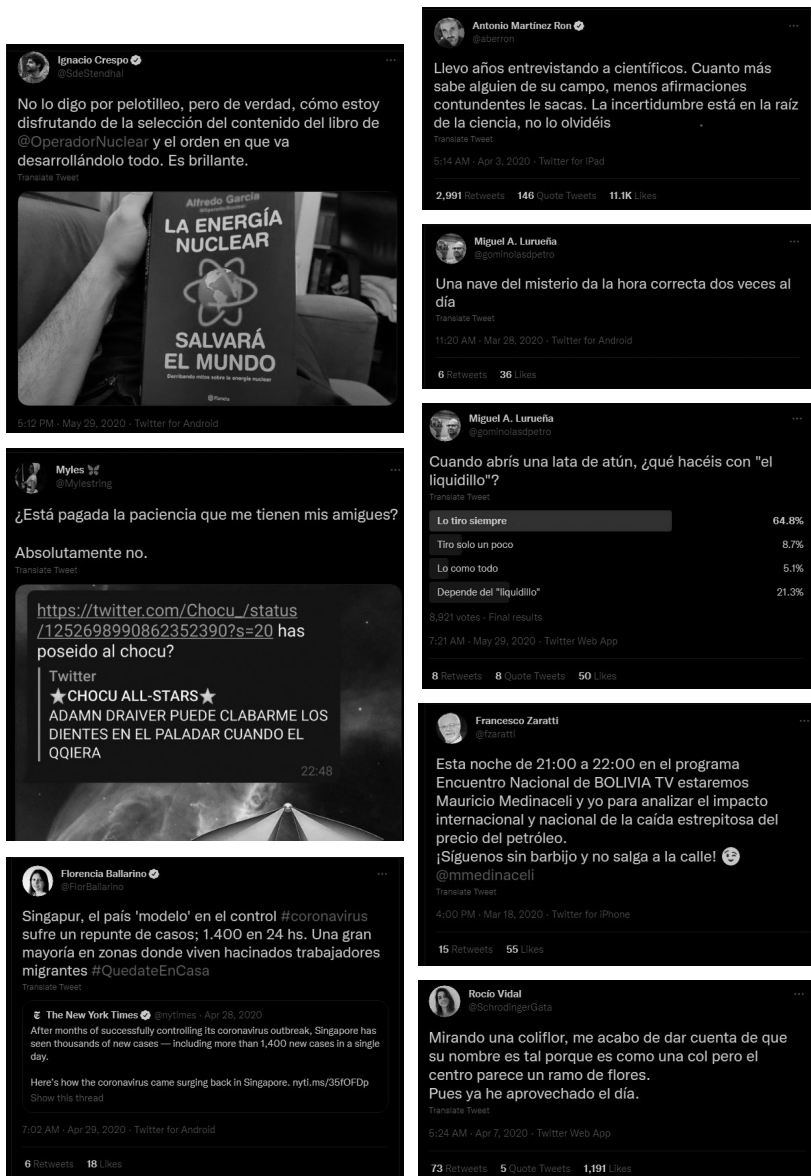 Ignacio Crespo
@SdeStendhal
No lo digo por pelotilleo, pero de verdad, cómo estoy
disfrutando de la selección del contenido del libro de
@OperadorNuclear y el orden en que va
desarrollándolo todo. Es brillante.
Translate Tweet
Alfredo García
@OperadorNuclear
LA ENERGÍA
NUCLEAR
SALVARÁ
EL MUNDO
Derribando mitos sobre la energía nuclear
Planeta
5:12 PM · May 29, 2020 · Twitter for Android
Myles
@Mylestring
¿Está pagada la paciencia que me tienen mis amigues?
Absolutamente no.
Translate Tweet
https://twitter.com/Chocu_/status
/1252698990862352390?s=20 has
poseido al chocu?
Twitter
★CHOCU ALL-STARS★
ADAMN DRAIVER PUEDE CLABARME LOS
DIENTES EN EL PALADAR CUANDO EL
QQIERA
22:48
Florencia Ballarino
@FlorBallarino
Singapur, el país 'modelo' en el control #coronavirus
sufre un repunte de casos; 1.400 en 24 hs. Una gran
mayoría en zonas donde viven hacinados trabajadores
migrantes #QuedateEnCasa
Translate Tweet
The New York Times @nytimes · Apr 28, 2020
After months of successfully controlling its coronavirus outbreak, Singapore has
seen thousands of new cases — including more than 1,400 new cases in a single
day.
Here's how the coronavirus came surging back in Singapore. nyti.ms/35fOFDp
Show this thread
7:02 AM · Apr 29, 2020 · Twitter for Android
6 Retweets 18 Likes
Antonio Martínez Ron
@aberron
Llevo años entrevistando a científicos. Cuanto más
sabe alguien de su campo, menos afirmaciones
contundentes le sacas. La incertidumbre está en la raíz
de la ciencia, no lo olvidéis
Translate Tweet
5:14 AM · Apr 3, 2020 · Twitter for iPad
2,991 Retweets 146 Quote Tweets 11.1K Likes
Miguel A. Lurueña
@gominolasdpetro
Una nave del misterio da la hora correcta dos veces al
día
Translate Tweet
11:20 AM · Mar 28, 2020 · Twitter for Android
6 Retweets 36 Likes
Miguel A. Lurueña
@gominolasdpetro
Cuando abrís una lata de atún, ¿qué hacéis con "el
liquidillo"?
Translate Tweet
Lo tiro siempre 64.8%
Tiro solo un poco 8.7%
Lo como todo 5.1%
Depende del "liquidillo" 21.3%
8,921 votes · Final results
7:21 AM · May 29, 2020 · Twitter Web App
8 Retweets 8 Quote Tweets 50 Likes
Francesco Zaratti
@fzaratti
Esta noche de 21:00 a 22:00 en el programa
Encuentro Nacional de BOLIVIA TV estaremos
Mauricio Medinaceli y yo para analizar el impacto
internacional y nacional de la caída estrepitosa del
precio del petróleo.
¡Síguenos sin barbijo y no salga a la calle! 😉
@mmedinaceli
Translate Tweet
4:00 PM · Mar 18, 2020 · Twitter for iPhone
15 Retweets 55 Likes
Rocío Vidal
@SchrodingerGata
Mirando una coliflor, me acabo de dar cuenta de que
su nombre es tal porque es como una col pero el
centro parece un ramo de flores.
Pues ya he aprovechado el día.
Translate Tweet
5:24 AM · Apr 7, 2020 · Twitter Web App
73 Retweets 5 Quote Tweets 1,191 Likes